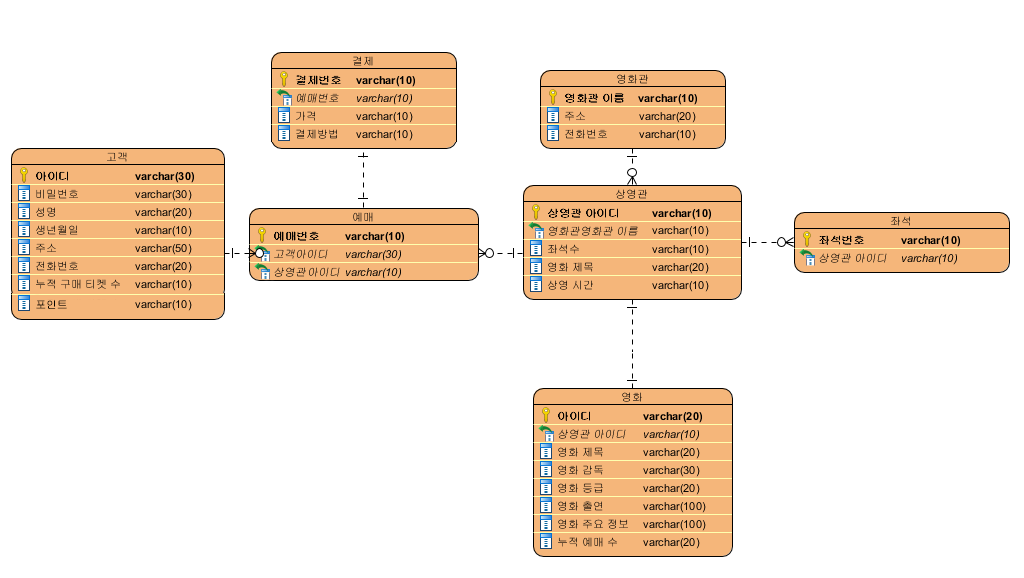 결제
결제번호 varchar(10)
예매번호 varchar(10)
가격 varchar(10)
결제방법 varchar(10)
영화관
영화관 이름 varchar(10)
주소 varchar(20)
전화번호 varchar(10)
고객
아이디 varchar(30)
비밀번호 varchar(30)
성명 varchar(20)
생년월일 varchar(10)
주소 varchar(50)
전화번호 varchar(20)
누적 구매 티켓 수 varchar(10)
포인트 varchar(10)
예매
예매번호 varchar(10)
고객아이디 varchar(30)
상영관 아이디 varchar(10)
상영관
상영관 아이디 varchar(10)
영화관영화관 이름 varchar(10)
좌석수 varchar(10)
영화 제목 varchar(20)
상영 시간 varchar(10)
좌석
좌석번호 varchar(10)
상영관 아이디 varchar(10)
영화
아이디 varchar(20)
상영관 아이디 varchar(10)
영화 제목 varchar(20)
영화 감독 varchar(30)
영화 등급 varchar(20)
영화 출연 varchar(100)
영화 주요 정보 varchar(100)
누적 예매 수 varchar(20)